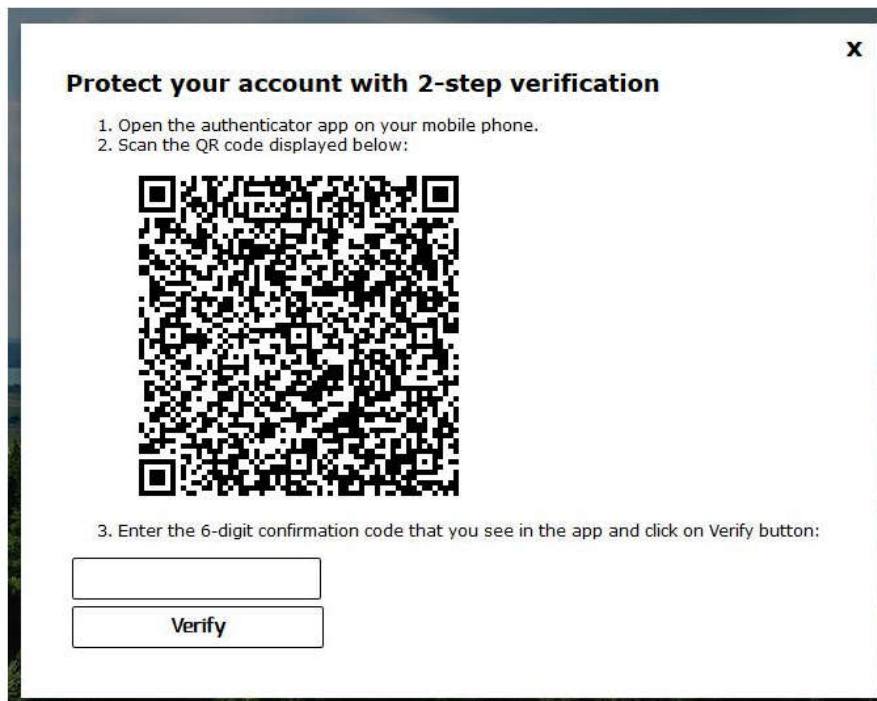 x
Protect your account with 2-step verification
1. Open the authenticator app on your mobile phone.
2. Scan the QR code displayed below:
3. Enter the 6-digit confirmation code that you see in the app and click on Verify button:
Verify